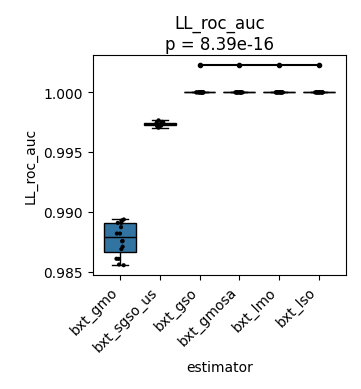 LL_roc_auc
p = 8.39e-16
LL_roc_auc
1.000
0.995
0.990
0.985
bxt_gmo
bxt_sgso_us
bxt_gso
bxt_gmosa
bxt_lmo
bxt_lso
estimator